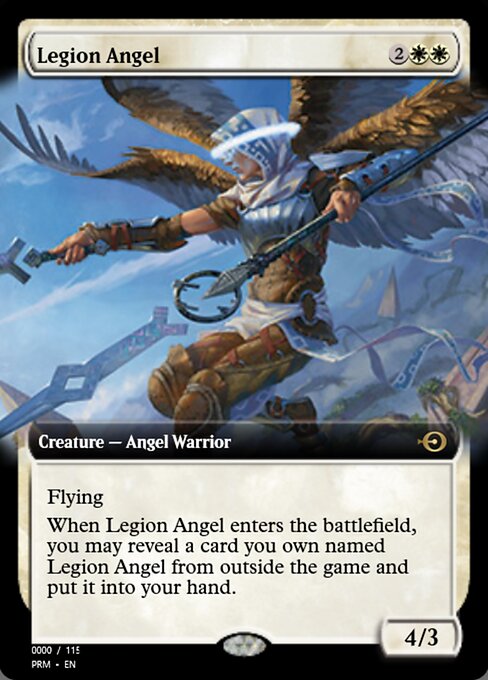 Legion Angel 2
Creature — Angel Warrior
Flying
When Legion Angel enters the battlefield,
you may reveal a card you own named
Legion Angel from outside the game and
put it into your hand.
4/3
0000 / 115
PRM • EN